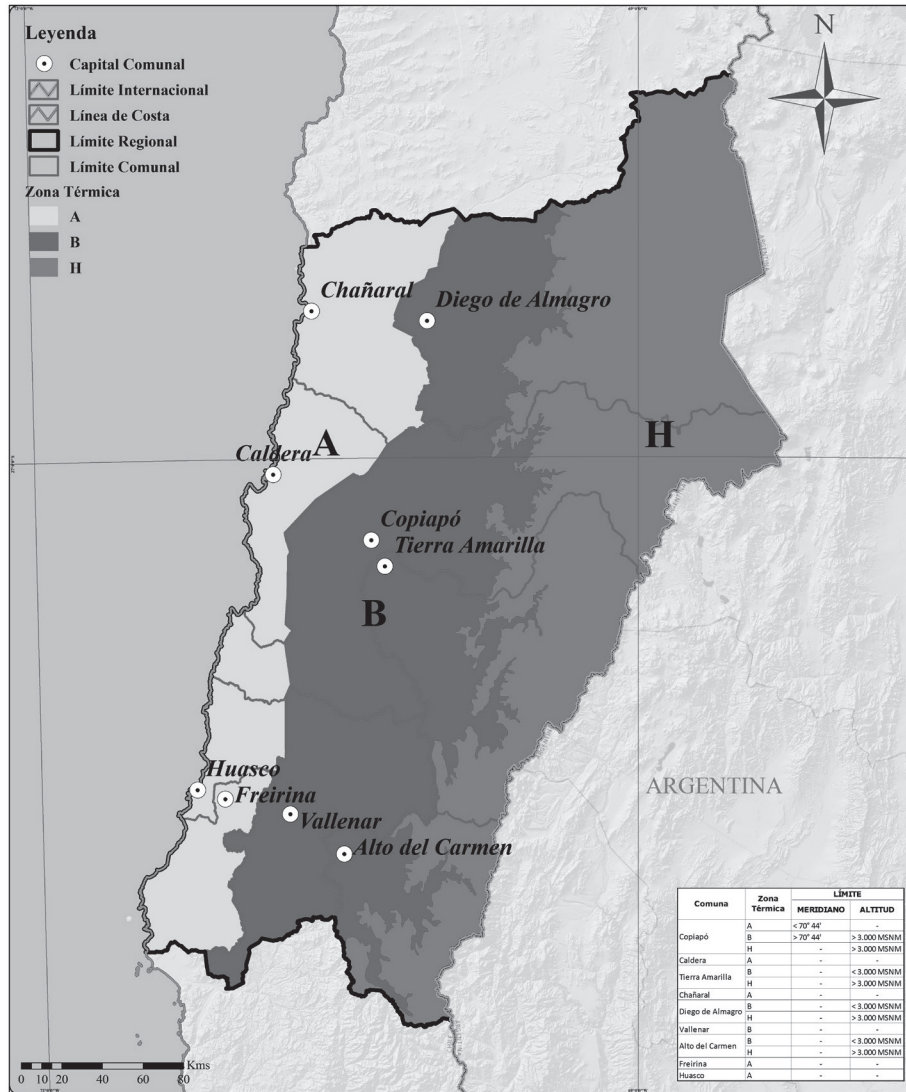 Leyenda
Capital Comunal
Límite Internacional
Línea de Costa
Límite Regional
Límite Comunal
Zona Térmica
A
B
H
N
Chañaral
Diego de Almagro
A
H
Caldera
Copiapó
Tierra Amarilla
B
Huasco
Freirina
Vallenar
Alto del Carmen
ARGENTINA
0 10 20 40 60 80 Kms
Comuna Zona Térmica LÍMITE
MERIDIANO ALTITUD
Copiapó A < 70° 44' -
B > 70° 44' > 3.000 MSNM
H - > 3.000 MSNM
Caldera A - -
Tierra Amarilla B - < 3.000 MSNM
H - > 3.000 MSNM
Chañaral A - -
Diego de Almagro B - < 3.000 MSNM
H - > 3.000 MSNM
Vallenar B - -
Alto del Carmen B - < 3.000 MSNM
H - > 3.000 MSNM
Freirina A - -
Huasco A - -